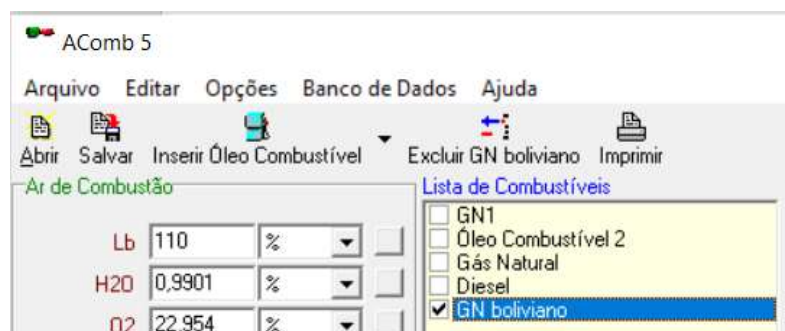 AComb 5
Arquivo Editar Opções Banco de Dados Ajuda
Abrir Salvar Inserir Óleo Combustível Excluir GN boliviano Imprimir
Ar de Combustão
Lb 110 %
H2O 0,9901 %
O2 22,954 %
Lista de Combustíveis
GN1
Óleo Combustível 2
Gás Natural
Diesel
GN boliviano